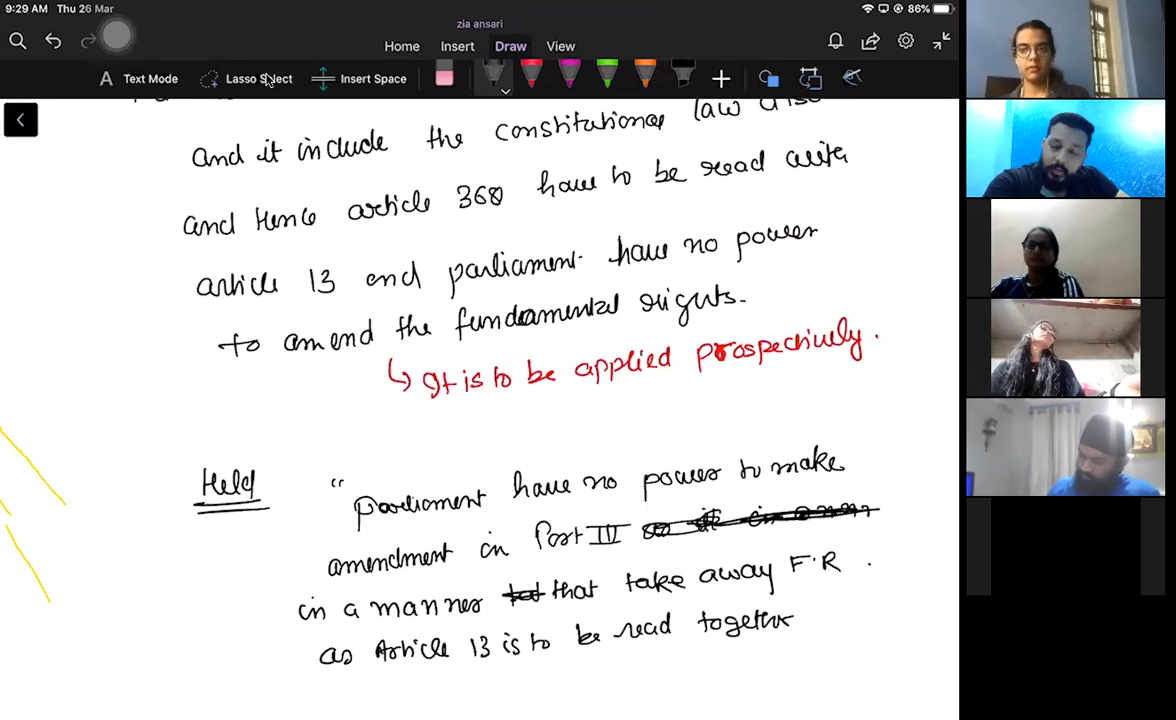 9:29 AM Thu 26 Mar
86%
zia ansari
Home Insert Draw View
Text Mode Lasso Select Insert Space
and it include the constitutional law also
and Hence article 368 have to be read with
article 13 and parliament have no power
to amend the fundamental rights.
↳ It is to be applied prospectively.
Held " parliament have no power to make
amendment in Part III
in a manner that take away F.R.
as Article 13 is to be read together